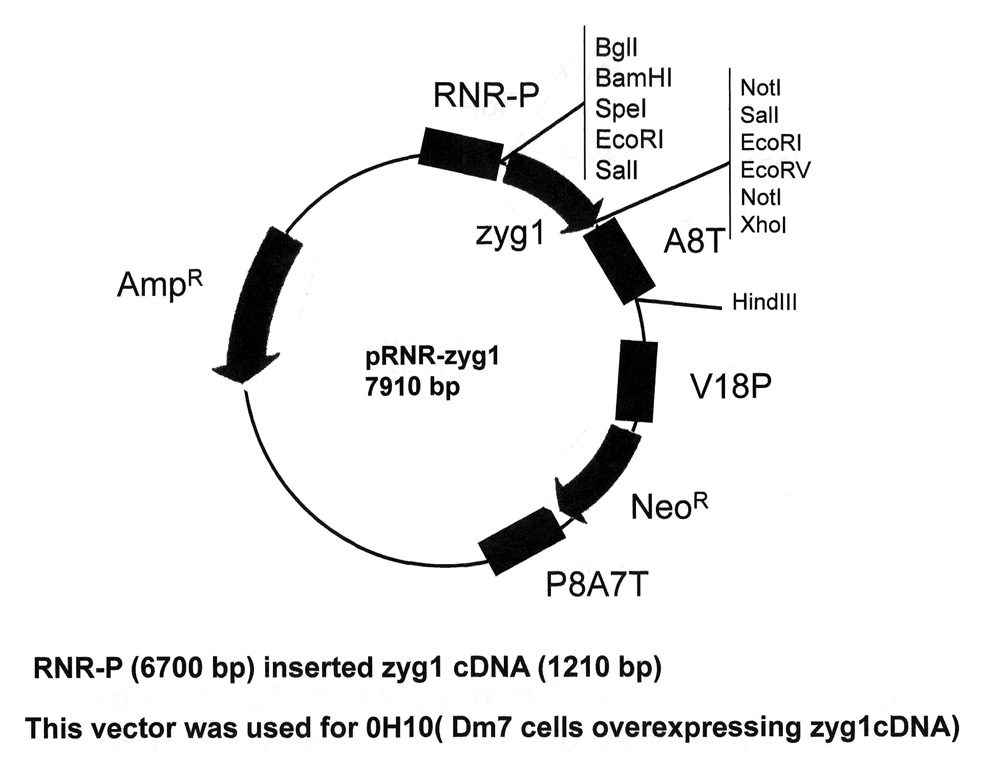 RNR-P
BglI
BamHI
SpeI
EcoRI
SalI
NotI
SalI
EcoRI
EcoRV
NotI
XhoI
zyg1
A8T
Amp^R
HindIII
pRNR-zyg1
7910 bp
V18P
Neo^R
P8A7T
RNR-P (6700 bp) inserted zyg1 cDNA (1210 bp)
This vector was used for 0H10( Dm7 cells overexpressing zyg1cDNA)